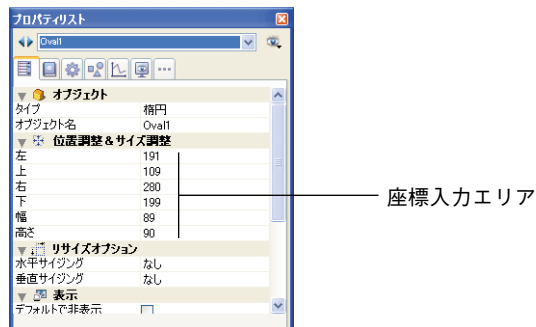 プロパティリスト
Oval1
オブジェクト
タイプ 楕円
オブジェクト名 Oval1
位置調整&サイズ調整
左 191
上 109
右 280
下 199
幅 89
高さ 90
座標入力エリア
リサイズオプション
水平サイジング なし
垂直サイジング なし
表示
デフォルトで非表示